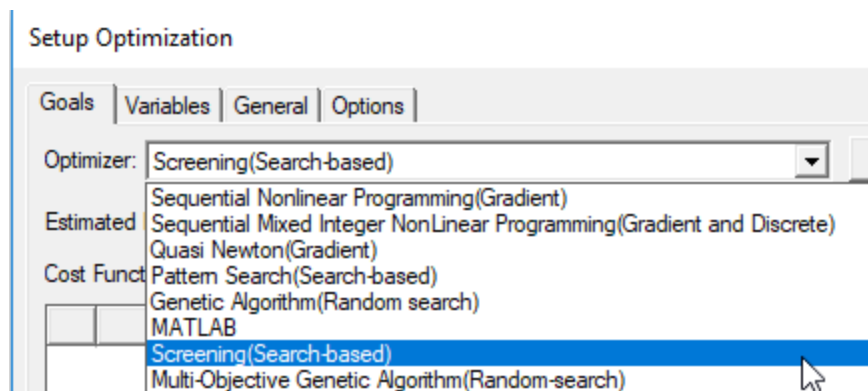 Setup Optimization
Goals Variables General Options
Optimizer: Screening(Search-based)
Sequential Nonlinear Programming(Gradient)
Estimated Sequential Mixed Integer NonLinear Programming(Gradient and Discrete)
Quasi Newton(Gradient)
Cost Funct Pattern Search(Search-based)
Genetic Algorithm(Random search)
MATLAB
Screening(Search-based)
Multi-Objective Genetic Algorithm(Random-search)